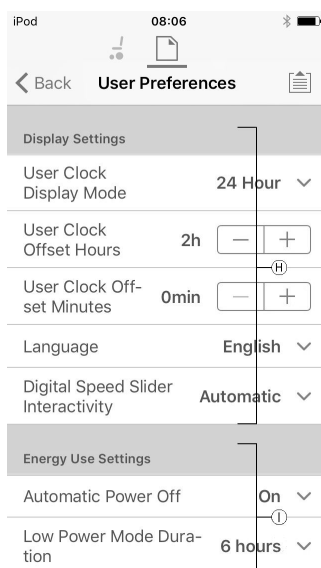 iPod 08:06
Back User Preferences
Display Settings
User Clock
Display Mode
24 Hour
User Clock
Offset Hours
2h
User Clock Off-
set Minutes
0min
H
Language English
Digital Speed Slider
Interactivity
Automatic
Energy Use Settings
Automatic Power Off On
I
Low Power Mode Dura-
tion
6 hours